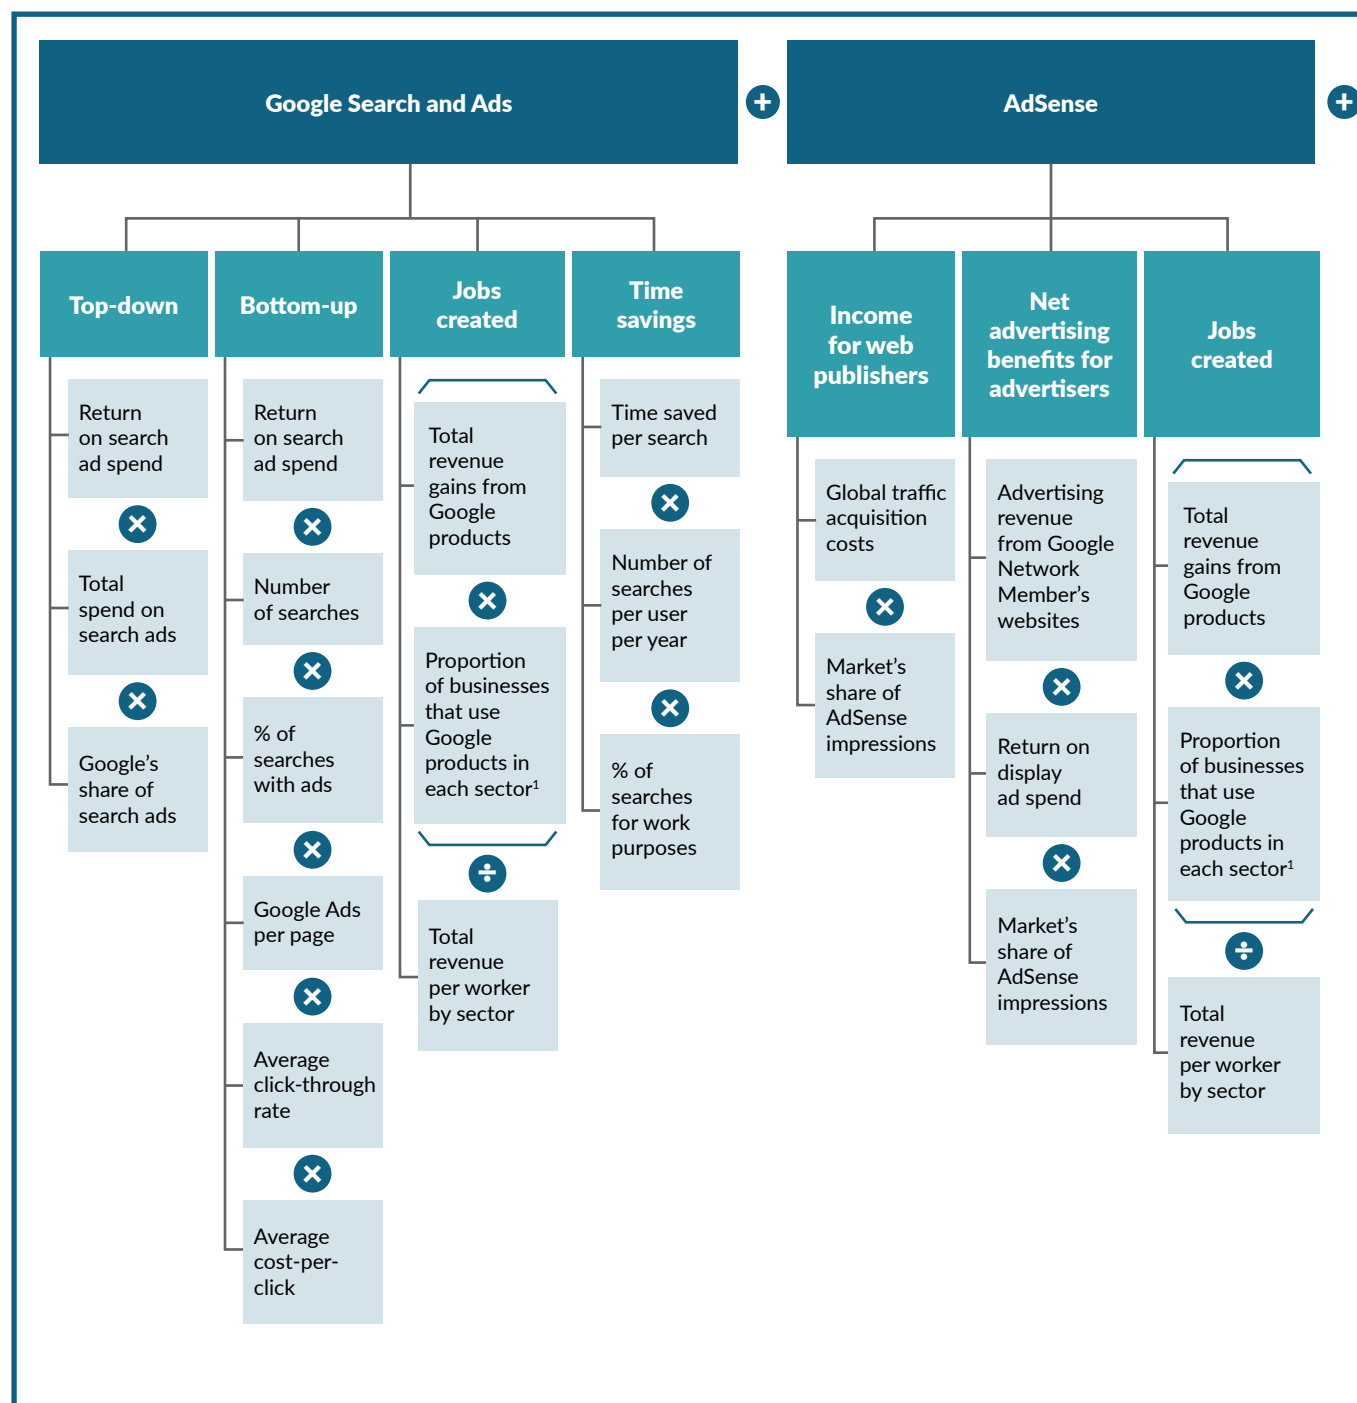 Google Search and Ads
+
AdSense
+
Top-down
Return
on search
ad spend
×
Total
spend on
search ads
×
Google's
share of
search ads
Bottom-up
Return
on search
ad spend
×
Number
of searches
×
% of
searches
with ads
×
Google Ads
per page
×
Average
click-through
rate
×
Average
cost-per-
click
Jobs
created
Total
revenue
gains from
Google
products
×
Proportion
of businesses
that use
Google
products in
each sector¹
÷
Total
revenue
per worker
by sector
Time
savings
Time saved
per search
×
Number of
searches
per user
per year
×
% of
searches
for work
purposes
Income
for web
publishers
Global traffic
acquisition
costs
×
Market's
share of
AdSense
impressions
Net
advertising
benefits for
advertisers
Advertising
revenue
from Google
Network
Member's
websites
×
Return on
display
ad spend
×
Market's
share of
AdSense
impressions
Jobs
created
Total
revenue
gains from
Google
products
×
Proportion
of businesses
that use
Google
products in
each sector¹
÷
Total
revenue
per worker
by sector